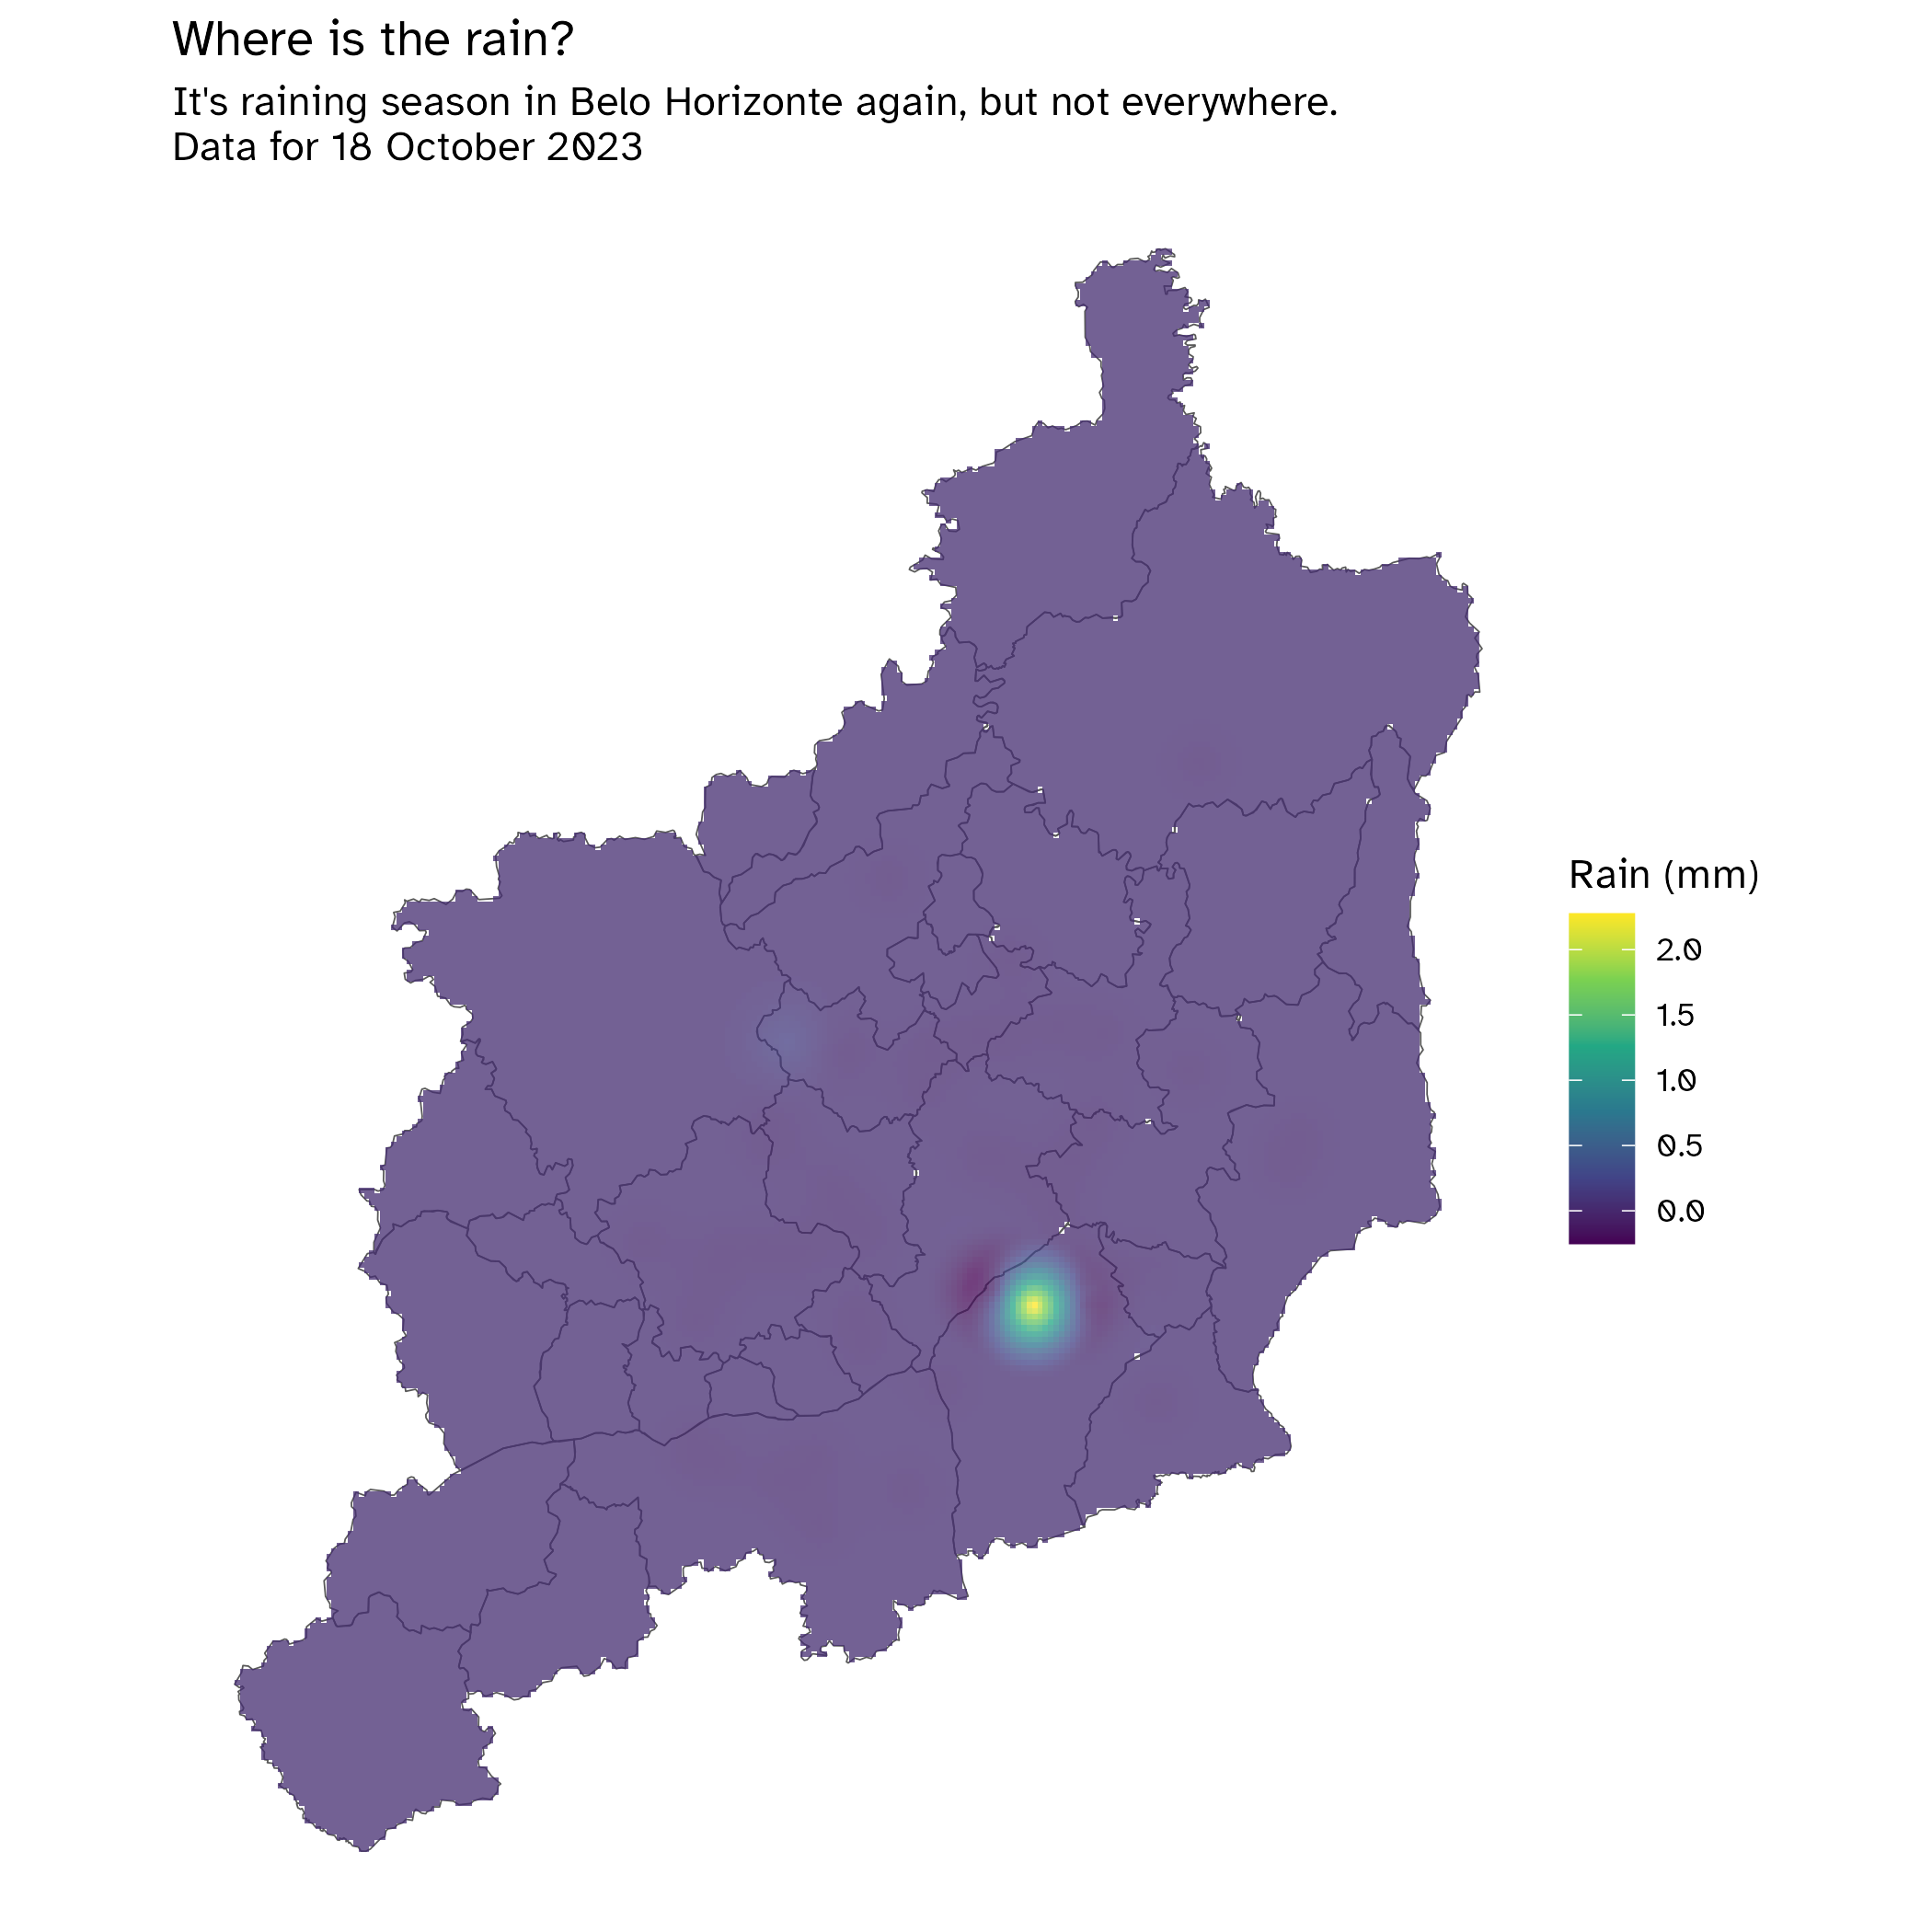 Where is the rain?
It's raining season in Belo Horizonte again, but not everywhere.
Data for 18 October 2023
Rain (mm)
2.0
1.5
1.0
0.5
0.0